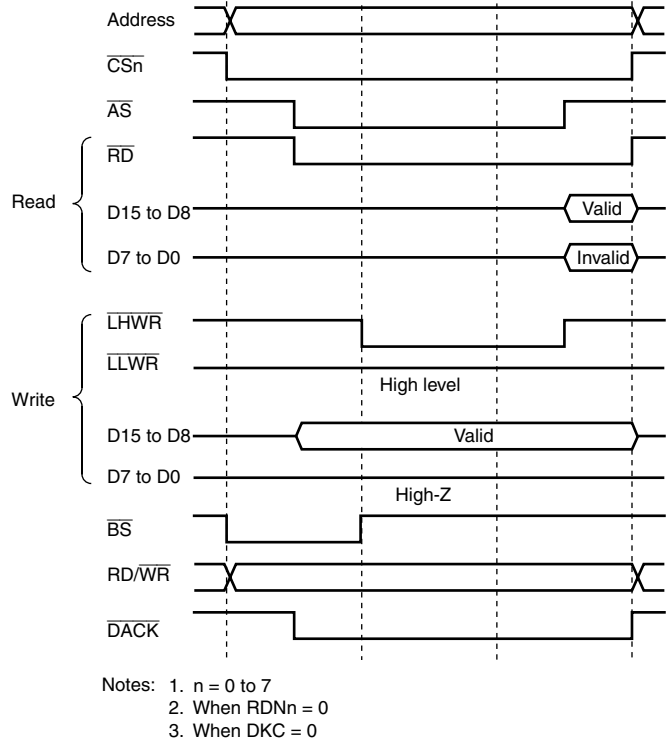 Address
CSn
AS
RD
Read
D15 to D8
Valid
D7 to D0
Invalid
LHWR
LLWR
High level
Write
D15 to D8
Valid
D7 to D0
High-Z
BS
RD/WR
DACK
Notes: 1. n = 0 to 7
2. When RDNn = 0
3. When DKC = 0